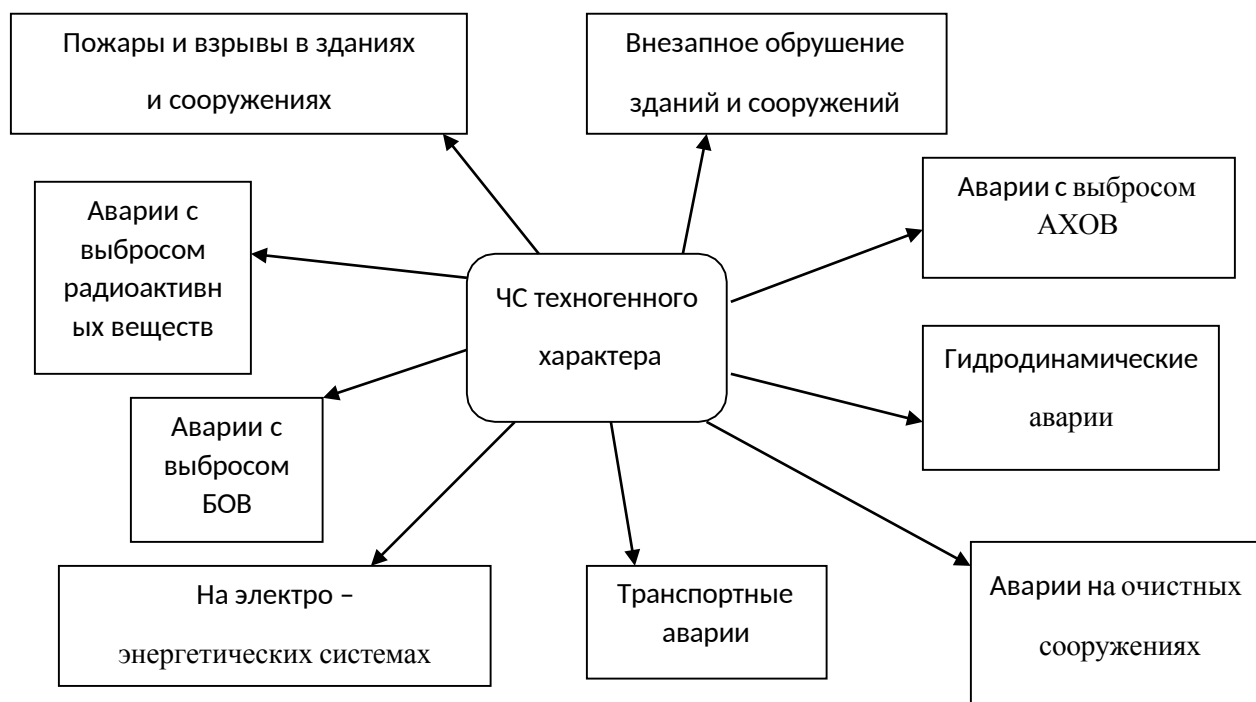 Пожары и взрывы в зданиях
и сооружениях
Внезапное обрушение
зданий и сооружений
Аварии с выбросом
АХОВ
Аварии с
выбросом
радиоактивн
ых веществ
ЧС техногенного
характера
Гидродинамические
аварии
Аварии с
выбросом
БОВ
На электро –
энергетических системах
Транспортные
аварии
Аварии на очистных
сооружениях